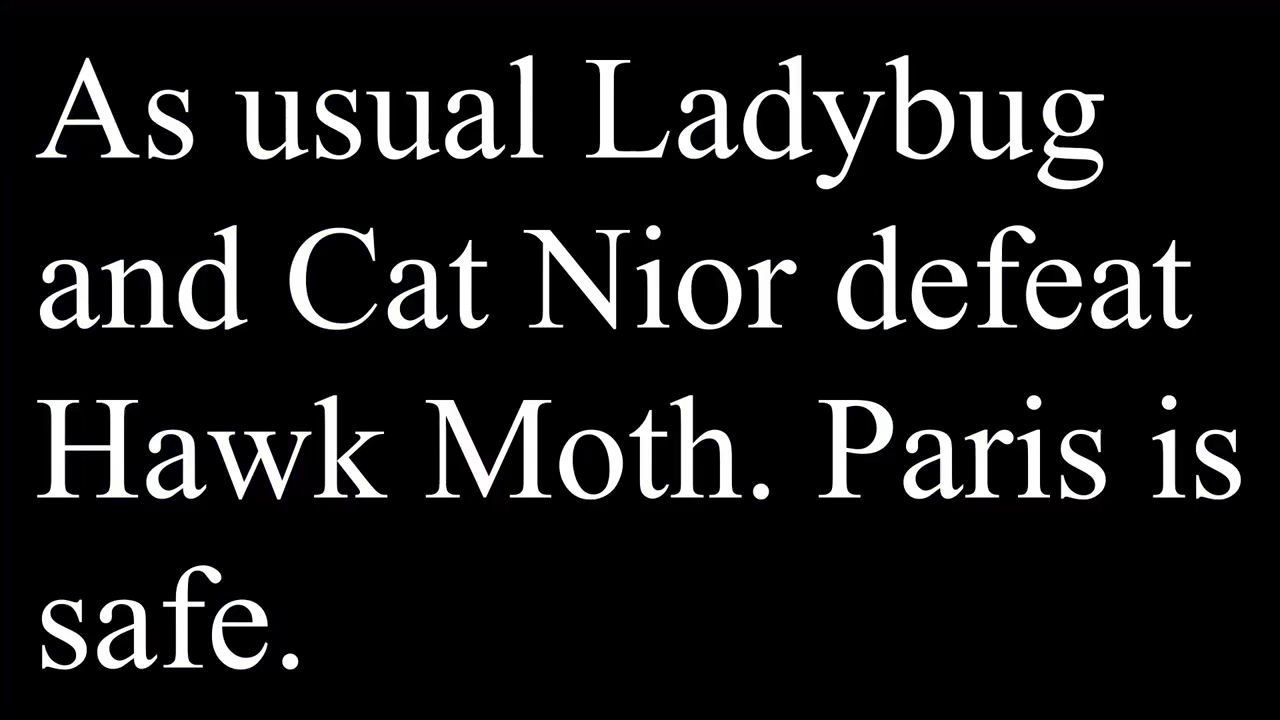 As usual Ladybug
and Cat Nior defeat
Hawk Moth. Paris is
safe.